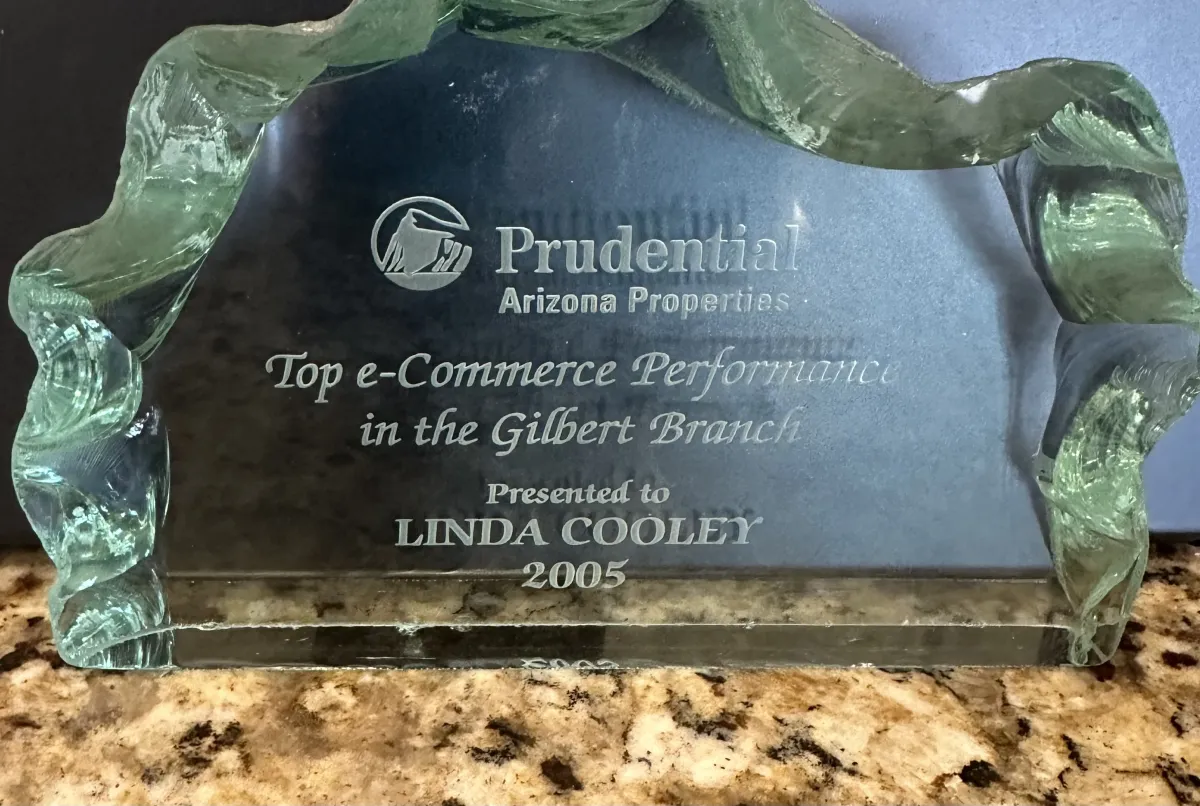 Prudential
Arizona Properties
Top e-Commerce Performance
in the Gilbert Branch
Presented to
LINDA COOLEY
2005